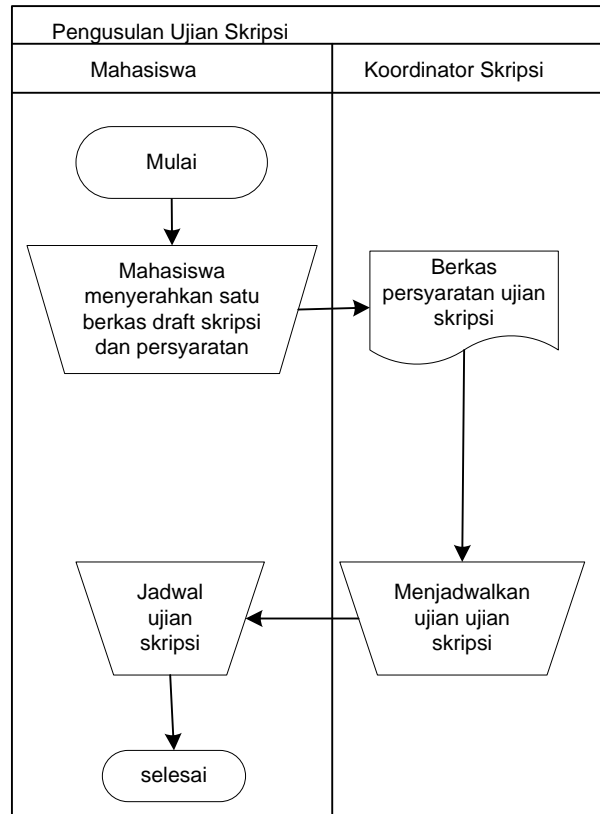 Pengusulan Ujian Skripsi
Mahasiswa
Koordinator Skripsi
Mulai
Mahasiswa
menyerahkan satu
berkas draft skripsi
dan persyaratan
Berkas
persyaratan ujian
skripsi
Jadwal
ujian
skripsi
Menjadwalkan
ujian ujian
skripsi
selesai